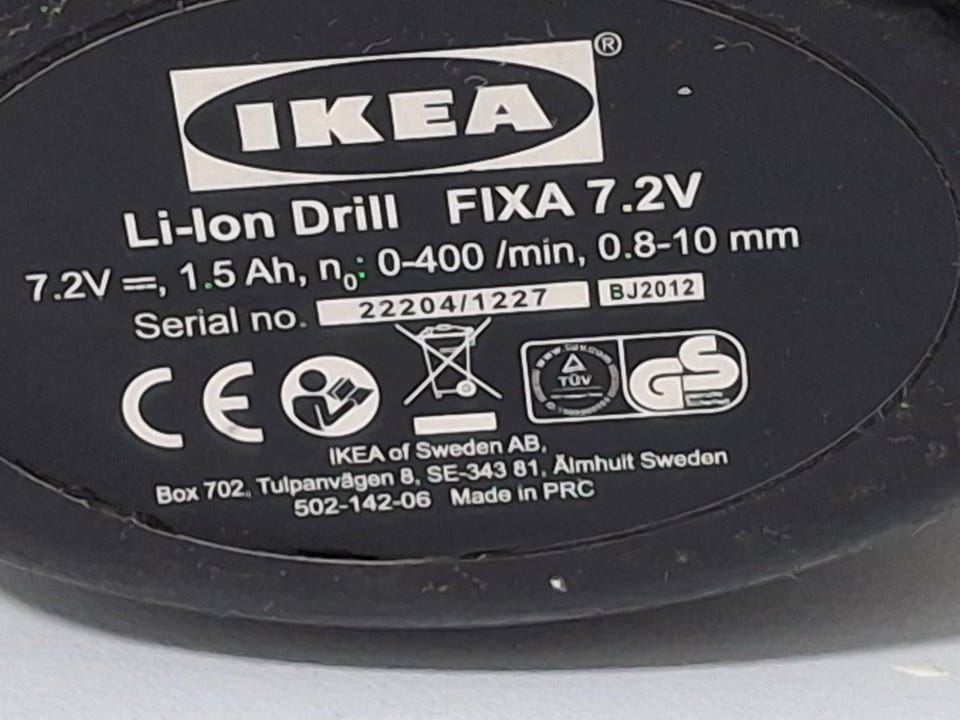 IKEA®
Li-Ion Drill FIXA 7.2V
7.2V ⎓, 1.5 Ah, n₀: 0-400 /min, 0.8-10 mm
Serial no. 22204/1227 BJ2012
CE TÜV GS
IKEA of Sweden AB,
Box 702, Tulpanvägen 8, SE-343 81, Älmhult Sweden
502-142-06 Made in PRC